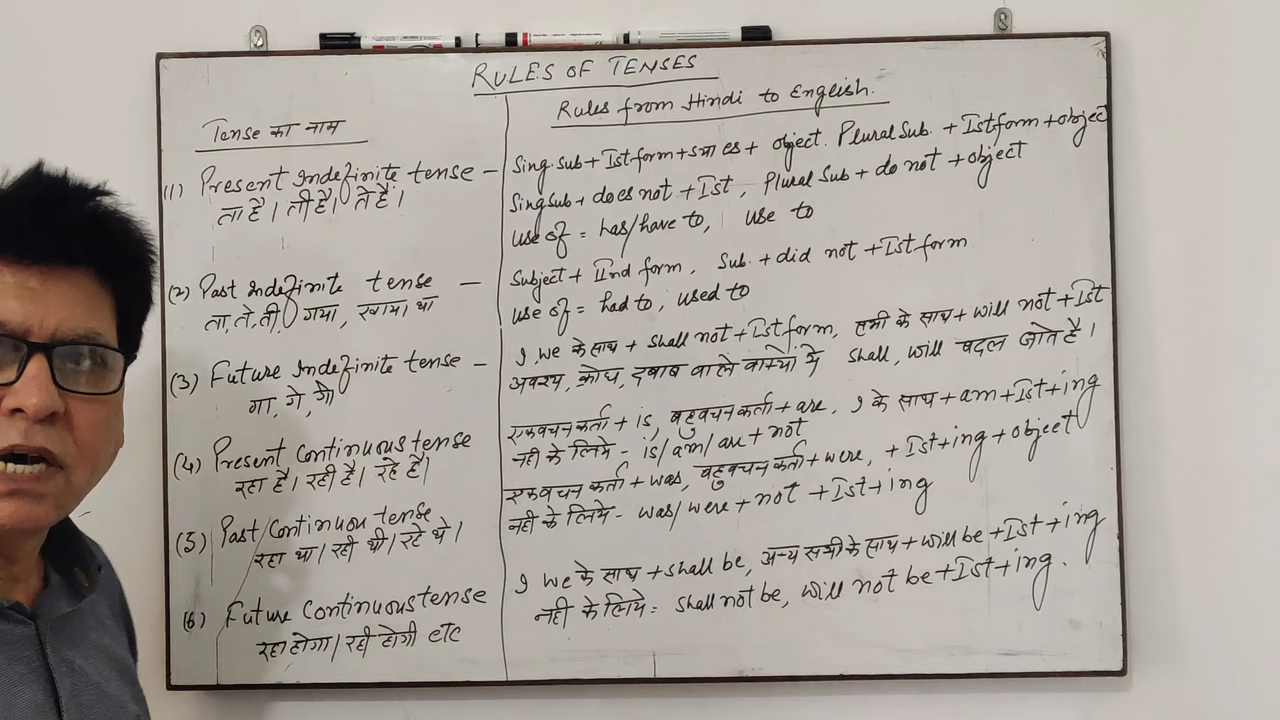 RULES OF TENSES
Tense का नाम
Rules from Hindi to English.
(1) Present Indefinite tense -
ता है। ती है। ते हैं।
Sing. sub + Ist form + s या es + object. Plural Sub. + Ist form + object
Sing sub + does not + Ist, Plural Sub + do not + object
use of = has/have to, use to
(2) Past Indefinite tense -
ता, ते, ती, गया, खाया था
Subject + IInd form, Sub. + did not + Ist form
use of = had to, used to
(3) Future Indefinite tense -
गा, गे, गी
I, we के साथ + shall not + Ist form, सभी के साथ + will not + Ist
अवश्य, क्रोध, दबाव वाले वाक्यों में shall, will बदल जाते है।
(4) Present Continuous tense
रहा है। रही है। रहे है।
एकवचन कर्ता + is, बहुवचन कर्ता + are, I के साथ + am + Ist + ing
नही के लिये - is/am/are + not
(5) Past Continuou tense
रहा था। रही थी। रहे थे।
एकवचन कर्ता + was, बहुवचन कर्ता + were, + Ist + ing + object
नही के लिये - was/were + not + Ist + ing
(6) Future Continuous tense
रहा होगा/ रही होगी etc
I we के साथ + shall be, अन्य सभी के साथ + will be + Ist + ing
नही के लिये = shall not be, will not be + Ist + ing.